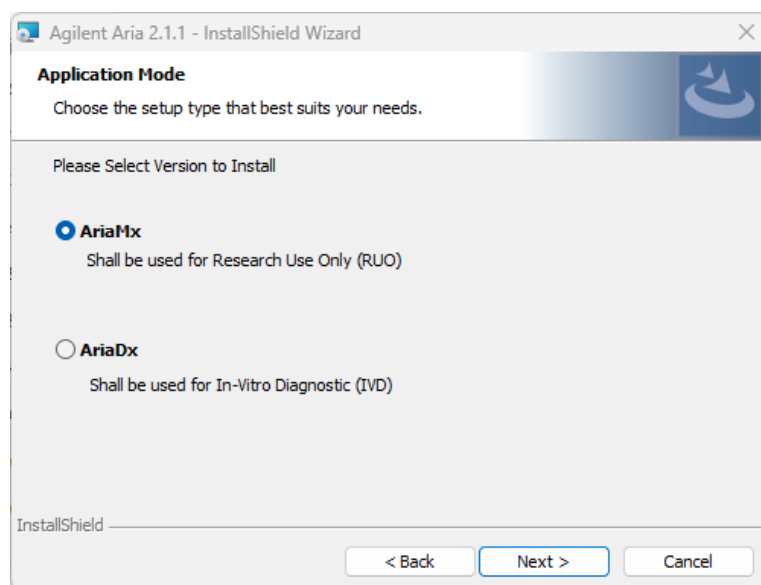 Agilent Aria 2.1.1 - InstallShield Wizard
Application Mode
Choose the setup type that best suits your needs.
Please Select Version to Install
AriaMx
Shall be used for Research Use Only (RUO)
AriaDx
Shall be used for In-Vitro Diagnostic (IVD)
InstallShield
< Back
Next >
Cancel